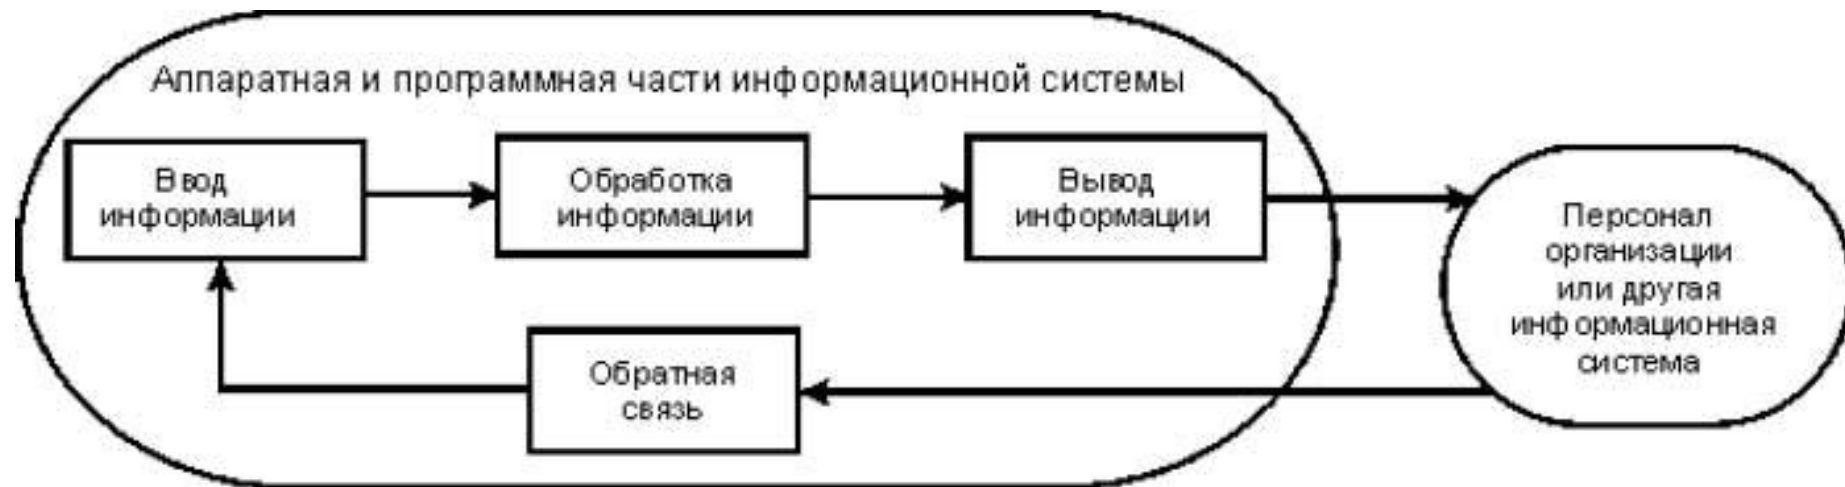 Аппаратная и программная части информационной системы
Ввод
информации
Обработка
информации
Вывод
информации
Персонал
организации
или другая
информационная
система
Обратная
связь